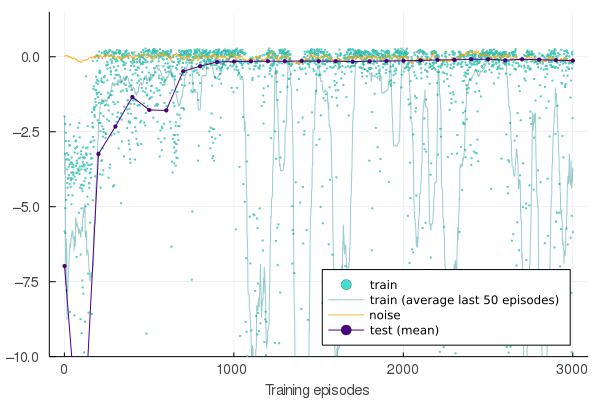 0.0
−2.5
−5.0
−7.5
−10.0
0
1000
2000
3000
Training episodes
train
train (average last 50 episodes)
noise
test (mean)